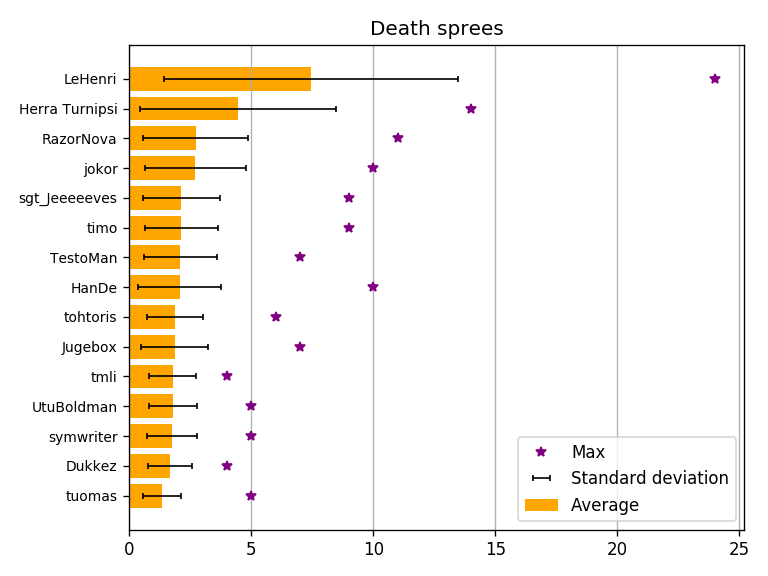 Death sprees
LeHenri
Herra Turnipsi
RazorNova
jokor
sgt_Jeeeeeves
timo
TestoMan
HanDe
tohtoris
Jugebox
tmli
UtuBoldman
symwriter
Dukkez
tuomas
Max
Standard deviation
Average
0 5 10 15 20 25